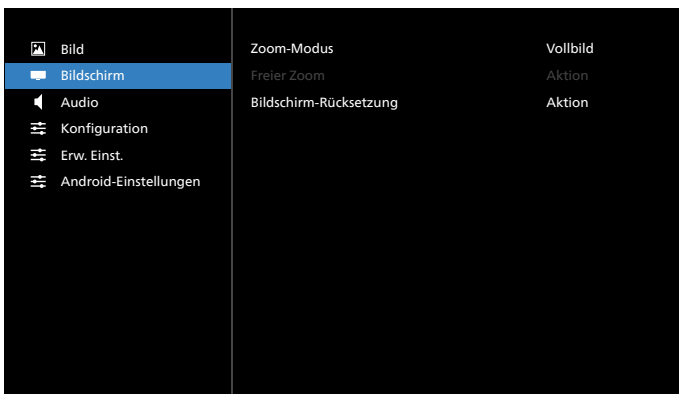 Bild
Bildschirm
Audio
Konfiguration
Erw. Einst.
Android-Einstellungen
Zoom-Modus Vollbild
Freier Zoom Aktion
Bildschirm-Rücksetzung Aktion